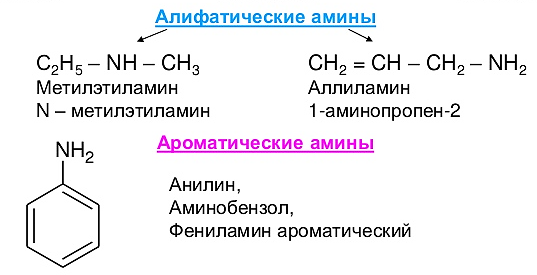 Алифатические амины
C₂H₅ – NH – CH₃
Метилэтиламин
N – метилэтиламин
CH₂ = CH – CH₂ – NH₂
Аллиламин
1-аминопропен-2
Ароматические амины
NH₂
Анилин,
Аминобензол,
Фениламин ароматический